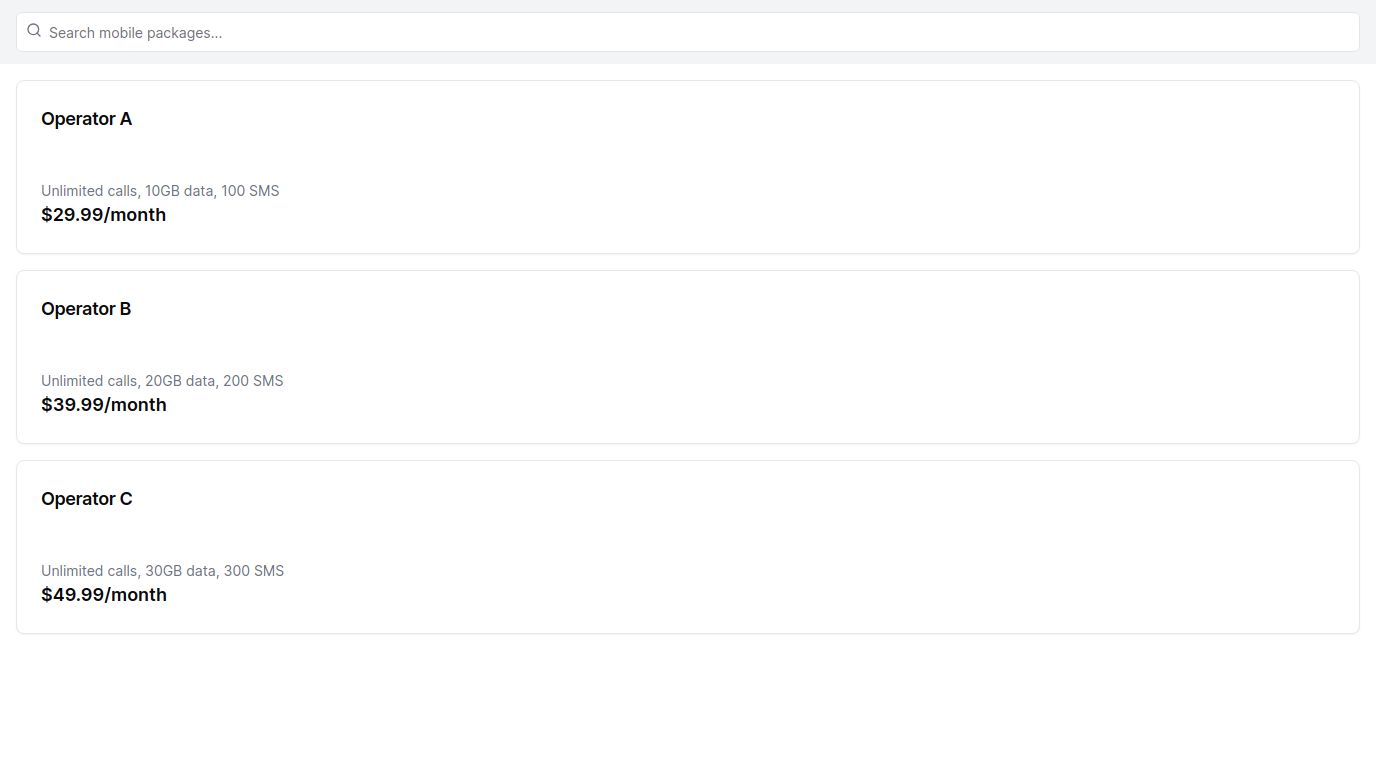 Search mobile packages...
Operator A
Unlimited calls, 10GB data, 100 SMS
$29.99/month
Operator B
Unlimited calls, 20GB data, 200 SMS
$39.99/month
Operator C
Unlimited calls, 30GB data, 300 SMS
$49.99/month